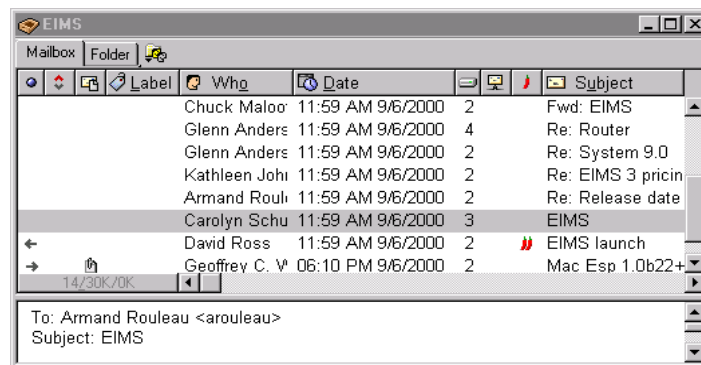 EIMS
Mailbox Folder
Label Who Date Subject
Chuck Maloo 11:59 AM 9/6/2000 2 Fwd: EIMS
Glenn Anders 11:59 AM 9/6/2000 4 Re: Router
Glenn Anders 11:59 AM 9/6/2000 2 Re: System 9.0
Kathleen Joh 11:59 AM 9/6/2000 2 Re: EIMS 3 pricin
Armand Roul 11:59 AM 9/6/2000 2 Re: Release date
Carolyn Schu 11:59 AM 9/6/2000 3 EIMS
David Ross 11:59 AM 9/6/2000 2 EIMS launch
Geoffrey C. 06:10 PM 9/6/2000 2 Mac Esp 1.0b22+
14/30K/0K
To: Armand Rouleau <arouleau>
Subject: EIMS